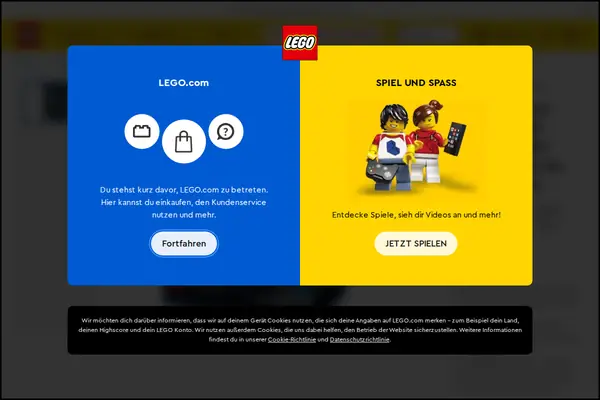 LEGO
LEGO.com
Du stehst kurz davor, LEGO.com zu betreten.
Hier kannst du einkaufen, den Kundenservice
nutzen und mehr.
Fortfahren
SPIEL UND SPASS
Entdecke Spiele, sieh dir Videos an und mehr!
JETZT SPIELEN
Wir möchten dich darüber informieren, dass wir auf deinem Gerät Cookies nutzen, die sich deine Angaben auf LEGO.com merken – zum Beispiel dein Land,
deinen Highscore und dein LEGO Konto. Wir nutzen außerdem Cookies, die uns dabei helfen, den Betrieb der Website sicherzustellen. Weitere Informationen
findest du in unserer Cookie-Richtlinie und Datenschutzrichtlinie.